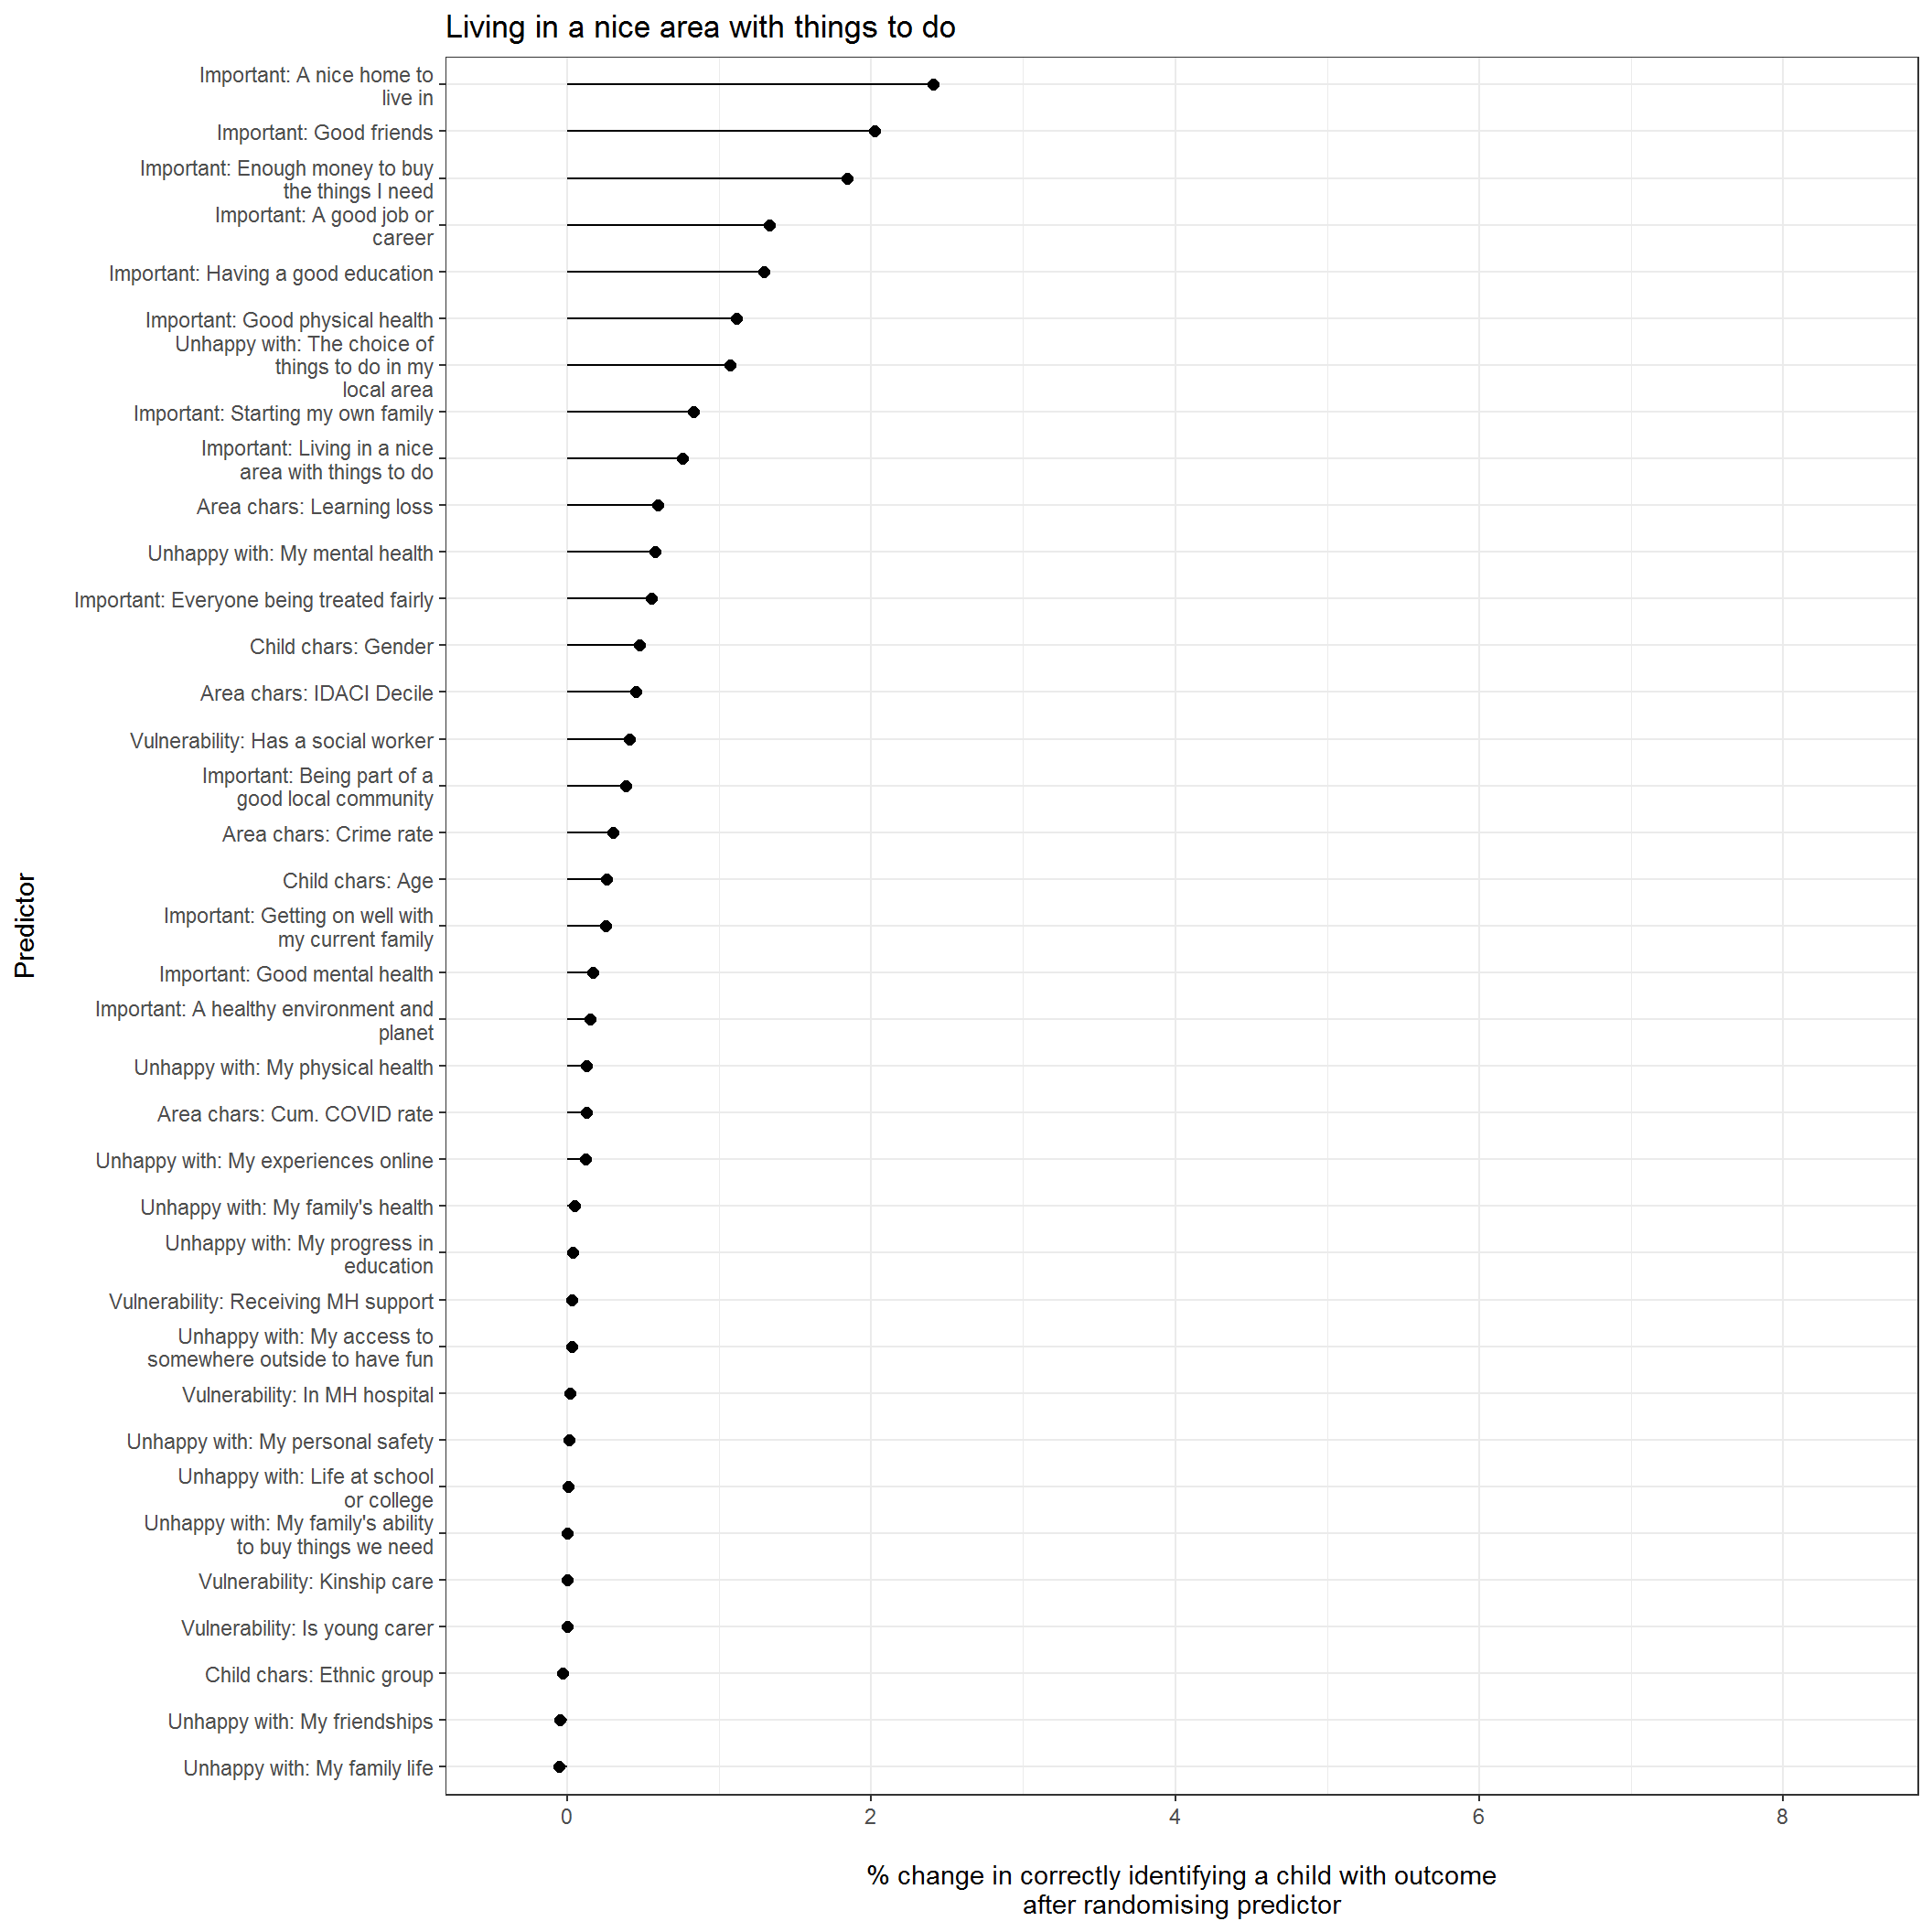 Living in a nice area with things to do
Important: A nice home to
live in
Important: Good friends
Important: Enough money to buy
the things I need
Important: A good job or
career
Important: Having a good education
Important: Good physical health
Unhappy with: The choice of
things to do in my
local area
Important: Starting my own family
Important: Living in a nice
area with things to do
Area chars: Learning loss
Unhappy with: My mental health
Important: Everyone being treated fairly
Child chars: Gender
Area chars: IDACI Decile
Vulnerability: Has a social worker
Important: Being part of a
good local community
Area chars: Crime rate
Child chars: Age
Important: Getting on well with
my current family
Important: Good mental health
Important: A healthy environment and
planet
Unhappy with: My physical health
Area chars: Cum. COVID rate
Unhappy with: My experiences online
Unhappy with: My family's health
Unhappy with: My progress in
education
Vulnerability: Receiving MH support
Unhappy with: My access to
somewhere outside to have fun
Vulnerability: In MH hospital
Unhappy with: My personal safety
Unhappy with: Life at school
or college
Unhappy with: My family's ability
to buy things we need
Vulnerability: Kinship care
Vulnerability: Is young carer
Child chars: Ethnic group
Unhappy with: My friendships
Unhappy with: My family life
Predictor
0 2 4 6 8
% change in correctly identifying a child with outcome
after randomising predictor